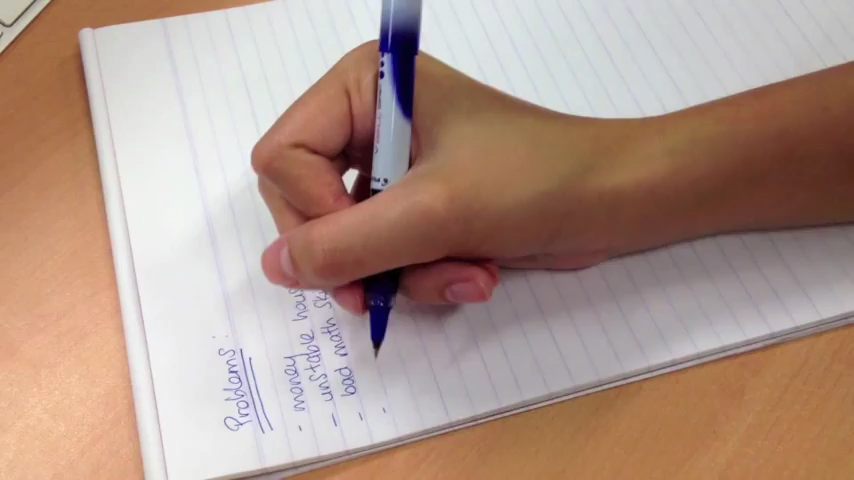 Problems:
- money
- unstable
- bad math
-